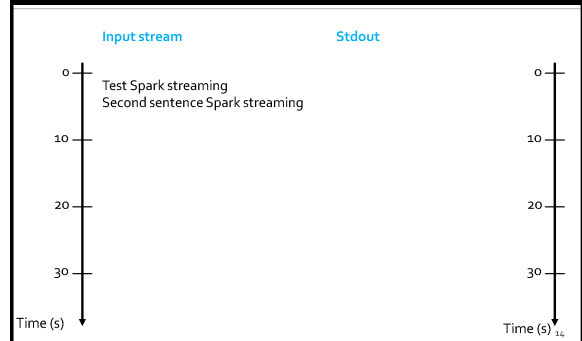 Input stream Stdout
0 0
Test Spark streaming
Second sentence Spark streaming
10 10
20 20
30 30
Time (s) Time (s) 14